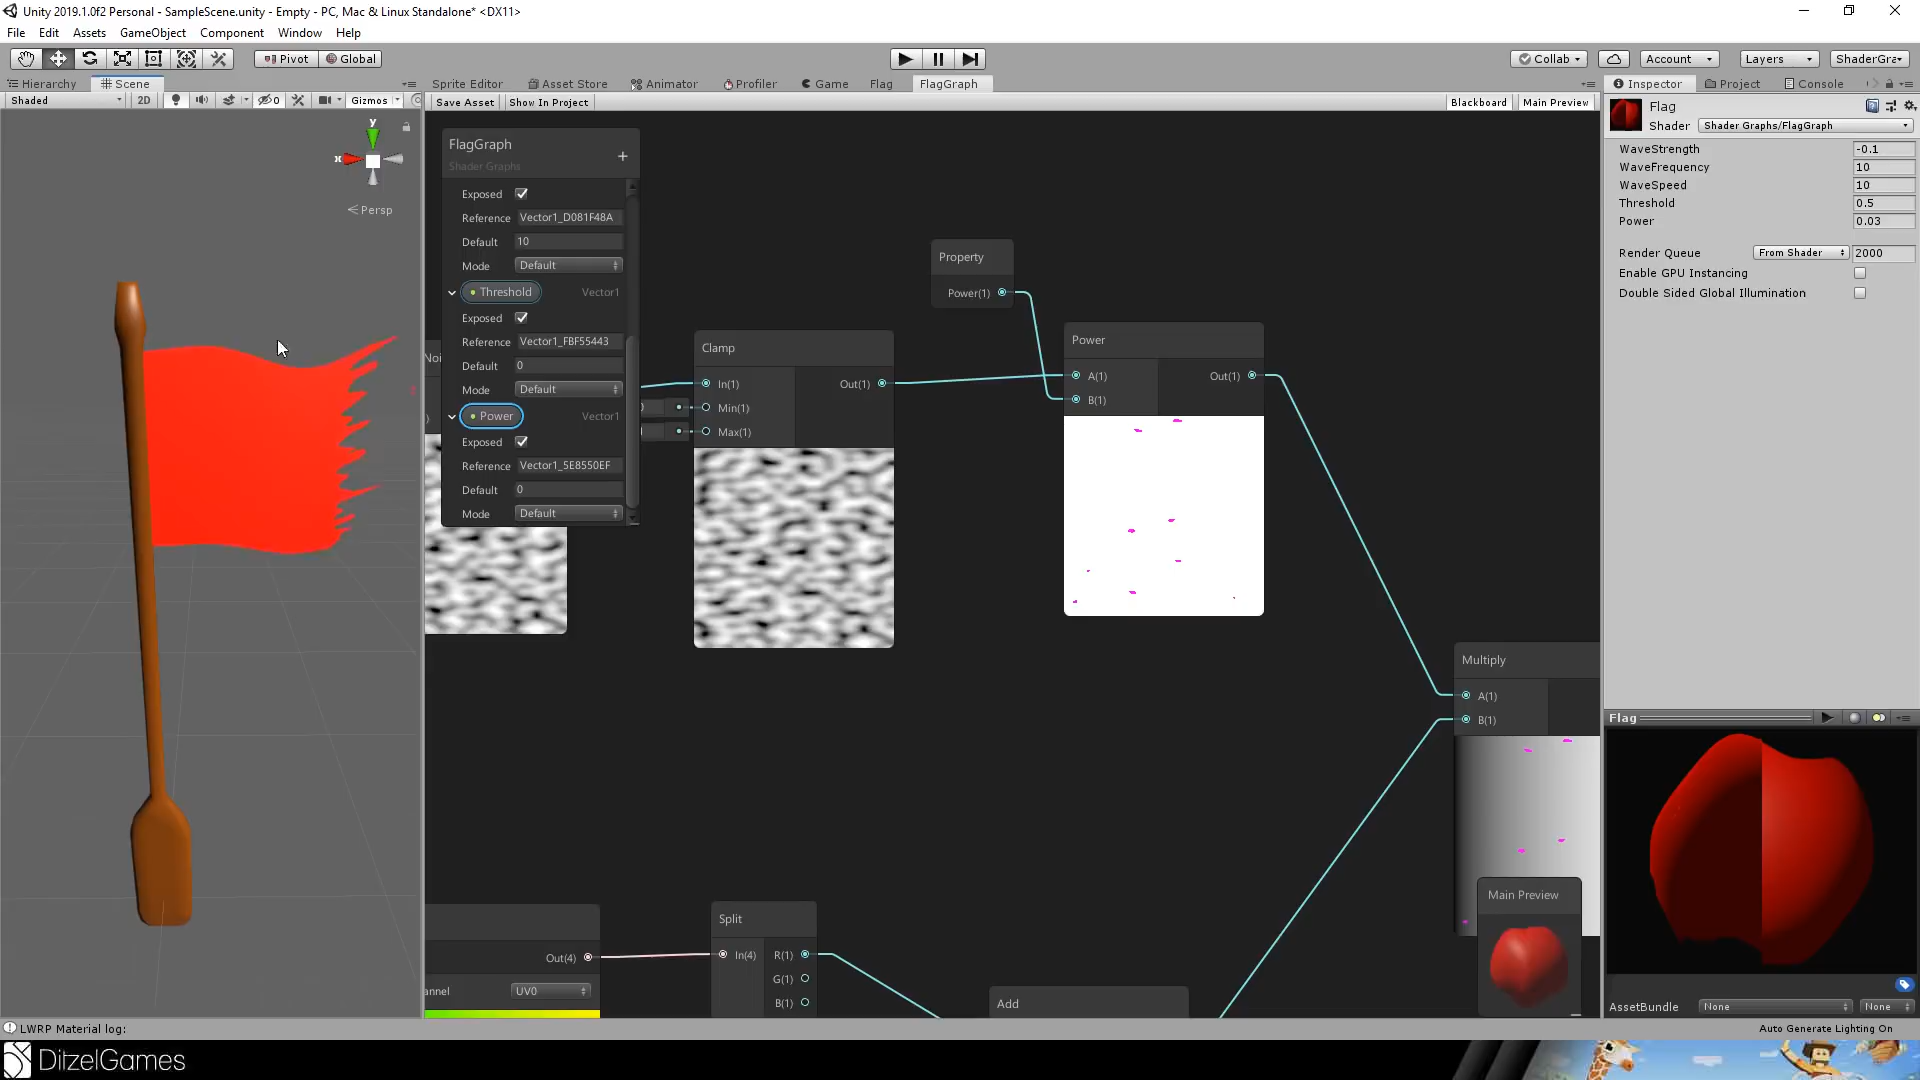 Unity 2019.1.0f2 Personal - SampleScene.unity - Empty - PC, Mac & Linux Standalone* <DX11>
File Edit Assets GameObject Component Window Help
Pivot Global Collab Account Layers ShaderGra
Hierarchy Scene Sprite Editor Asset Store Animator Profiler Game Flag FlagGraph Inspector Project Console
Shaded 2D 0 Gizmos Save Asset Show In Project Blackboard Main Preview
Flag
Shader Shader Graphs/FlagGraph
WaveStrength -0.1
WaveFrequency 10
WaveSpeed 10
Threshold 0.5
Power 0.03
Render Queue From Shader 2000
Enable GPU Instancing
Double Sided Global Illumination
y
x
Persp
FlagGraph
Shader Graphs
Exposed
Reference Vector1_D081F48A
Default 10
Mode Default
Threshold Vector1
Exposed
Reference Vector1_FBF55443
Default 0
Mode Default
Power Vector1
Exposed
Reference Vector1_5E8550EF
Default 0
Mode Default
Noi
Clamp
In(1) Out(1)
Min(1)
Max(1)
Property
Power(1)
Power
A(1) Out(1)
B(1)
Multiply
A(1)
B(1)
Main Preview
Out(4)
annel UV0
Split
In(4) R(1)
G(1)
B(1)
Add
Flag
AssetBundle None None
LWRP Material log:
Auto Generate Lighting On
DitzelGames